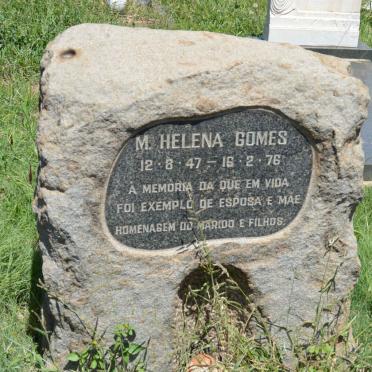 M. HELENA GOMES
12-8-47-16-2-76
A MEMORIA DA QUE EM VIDA
FOI EXEMPLO DE ESPOSA E MÃE
HOMENAGEM DO MARIDO E FILHOS.